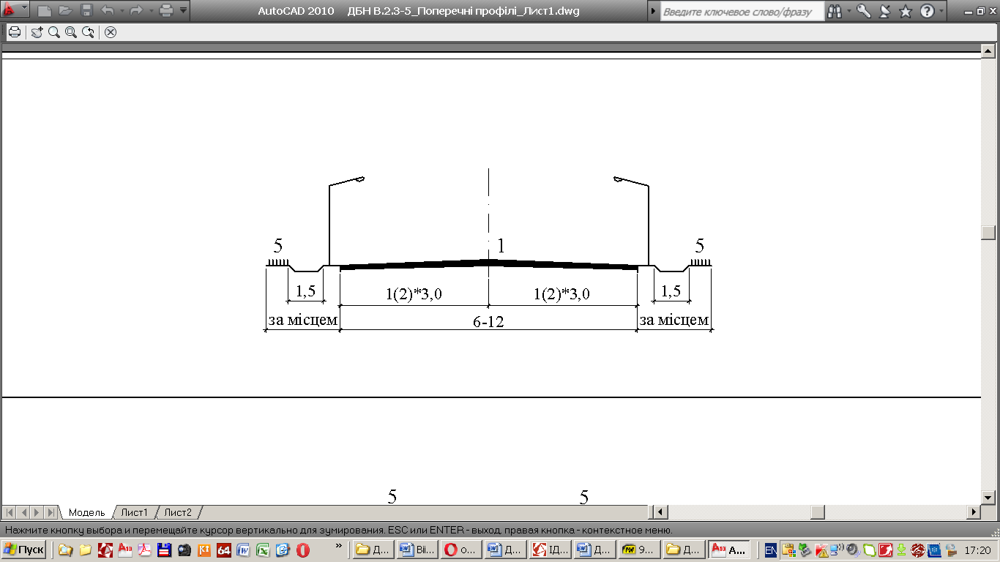 AutoCAD 2010 ДБН В.2.3-5_Поперечні профілі_Лист1.dwg
Введите ключевое слово/фразу
5
1
5
1,5
1(2)*3,0
1(2)*3,0
1,5
за місцем
6-12
за місцем
5
5
Модель
Лист1
Лист2
Нажмите кнопку выбора и перемещайте курсор вертикально для зумирования. ESC или ENTER - выход, правая кнопка - контекстное меню.
Пуск
»
Д...
Bii...
о...
Д...
ІД...
Д...
9...
Д...
A...
EN
17:20